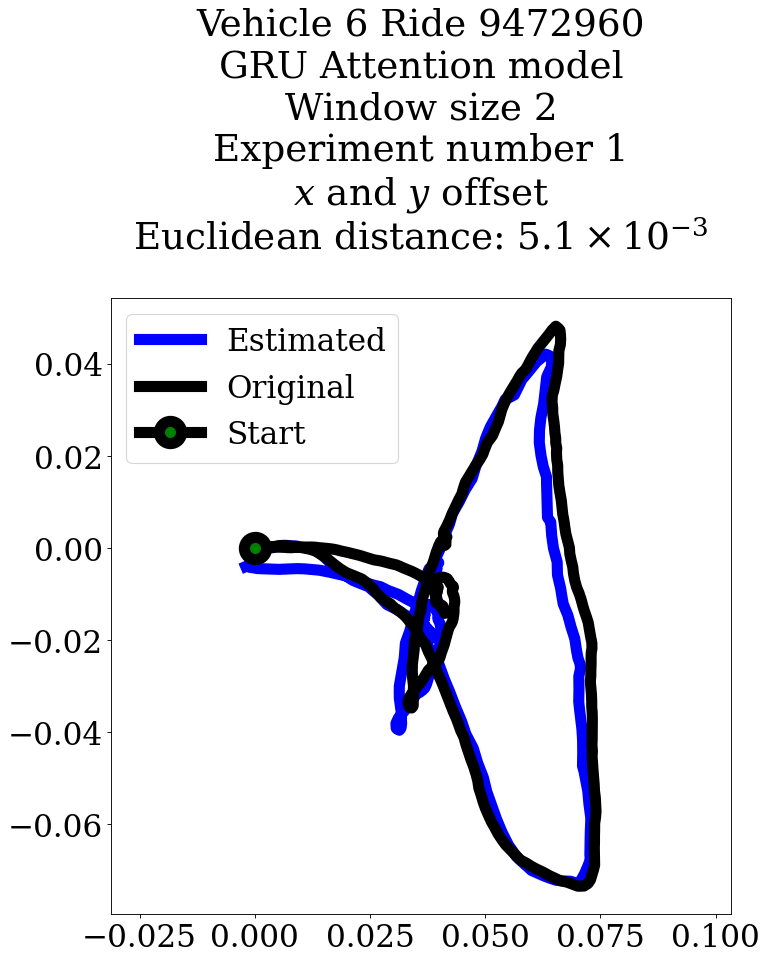 Vehicle 6 Ride 9472960
GRU Attention model
Window size 2
Experiment number 1
x and y offset
Euclidean distance: 5.1 × 10⁻³
Estimated
Original
Start
0.04
0.02
0.00
−0.02
−0.04
−0.06
−0.025 0.000 0.025 0.050 0.075 0.100